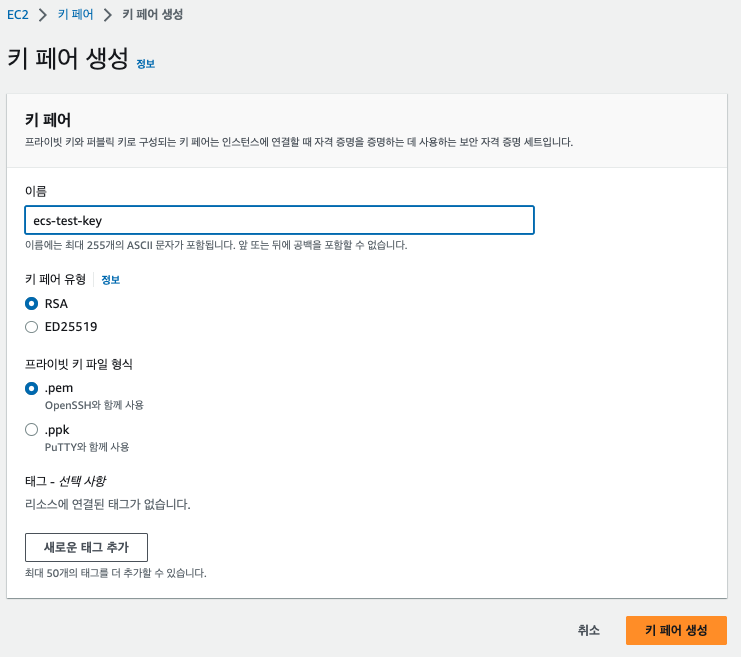 EC2 > 키 페어 > 키 페어 생성
키 페어 생성 정보
키 페어
프라이빗 키와 퍼블릭 키로 구성되는 키 페어는 인스턴스에 연결할 때 자격 증명을 증명하는 데 사용하는 보안 자격 증명 세트입니다.
이름
ecs-test-key
이름에는 최대 255개의 ASCII 문자가 포함됩니다. 앞 또는 뒤에 공백을 포함할 수 없습니다.
키 페어 유형 정보
RSA
ED25519
프라이빗 키 파일 형식
.pem
OpenSSH와 함께 사용
.ppk
PuTTY와 함께 사용
태그 - 선택 사항
리소스에 연결된 태그가 없습니다.
새로운 태그 추가
최대 50개의 태그를 더 추가할 수 있습니다.
취소 키 페어 생성